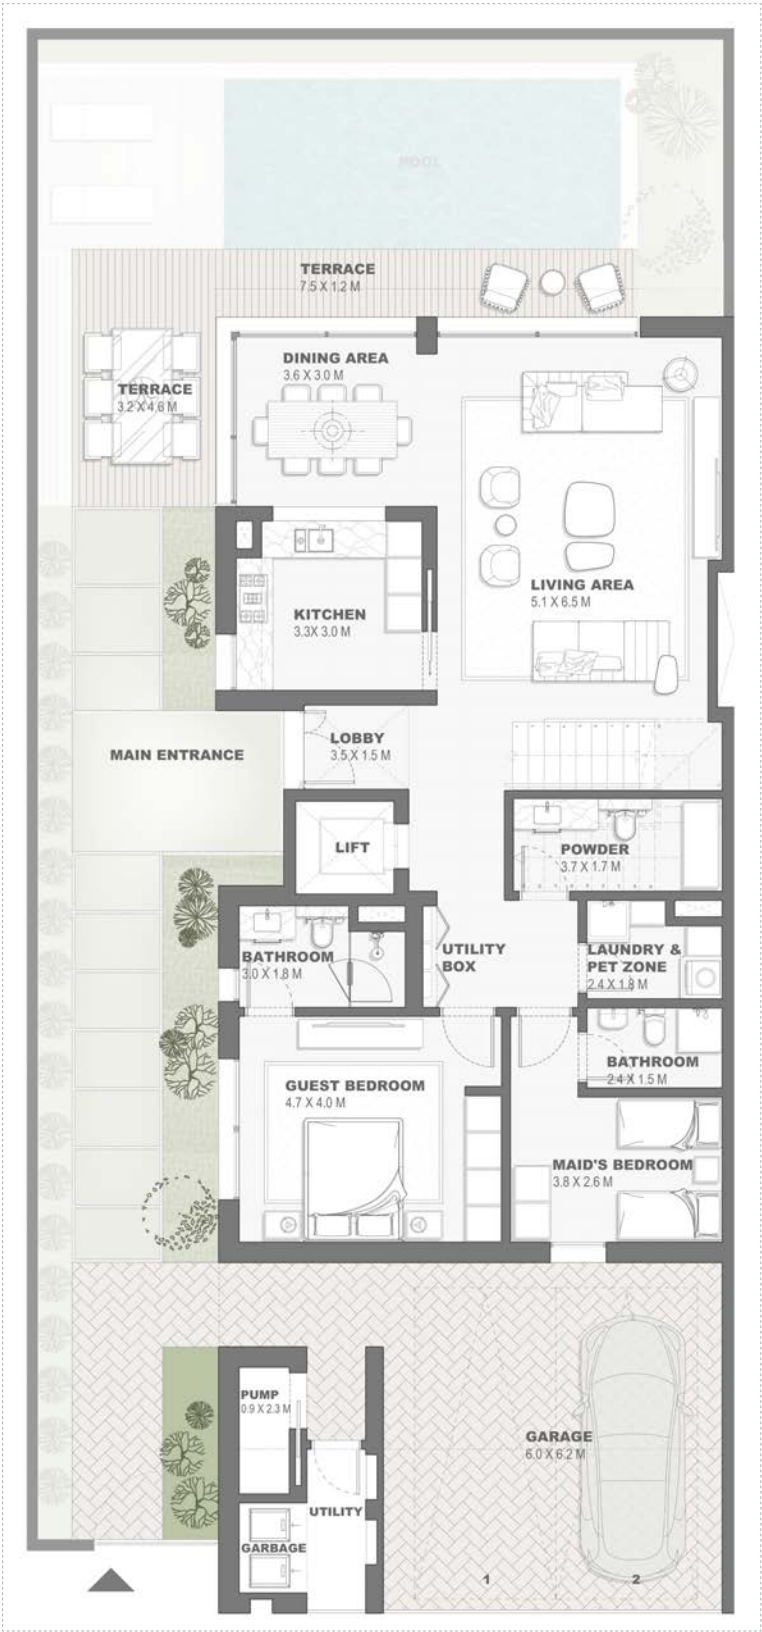 POOL
TERRACE
7.5 X 1.2 M
DINING AREA
3.6 X 3.0 M
TERRACE
3.2 X 4.6 M
LIVING AREA
5.1 X 6.5 M
KITCHEN
3.3X 3.0 M
LOBBY
3.5 X 1.5 M
MAIN ENTRANCE
LIFT
POWDER
3.7 X 1.7 M
BATHROOM
3.0 X 1.8 M
UTILITY
BOX
LAUNDRY &
PET ZONE
2.4 X 1.8 M
BATHROOM
2.4 X 1.5 M
GUEST BEDROOM
4.7 X 4.0 M
MAID'S BEDROOM
3.8 X 2.6 M
PUMP
0.9 X 2.3 M
GARAGE
6.0 X 6.2 M
UTILITY
GARBAGE
1
2